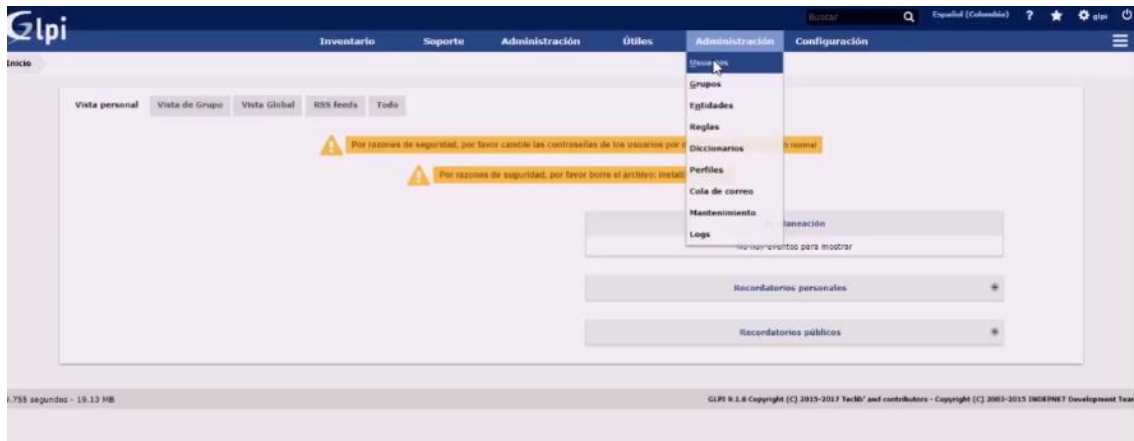 Glpi
Buscar
Español (Colombia)
?
glpi
Inventario
Soporte
Administración
Útiles
Administración
Configuración
Inicio
Usuarios
Grupos
Entidades
Reglas
Diccionarios
Perfiles
Cola de correo
Mantenimiento
Logs
Vista personal
Vista de Grupo
Vista Global
RSS feeds
Todo
Por razones de seguridad, por favor cambie las contraseñas de los usuarios por
normal
Por razones de seguridad, por favor borre el archivo: install
planeación
No hay eventos para mostrar
Recordatorios personales
Recordatorios públicos
.755 segundos - 19.13 MB
GLPI 9.1.6 Copyright (C) 2015-2017 Teclib' and contributors - Copyright (C) 2003-2015 INDEPNET Development Team